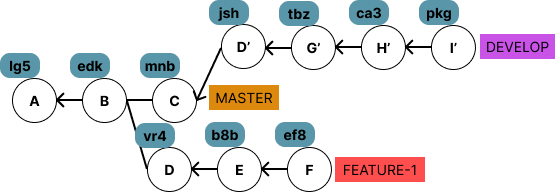 jsh tbz ca3 pkg
D’ G’ H’ I’ DEVELOP
lg5 edk mnb
A B C MASTER
vr4 b8b ef8
D E F FEATURE-1